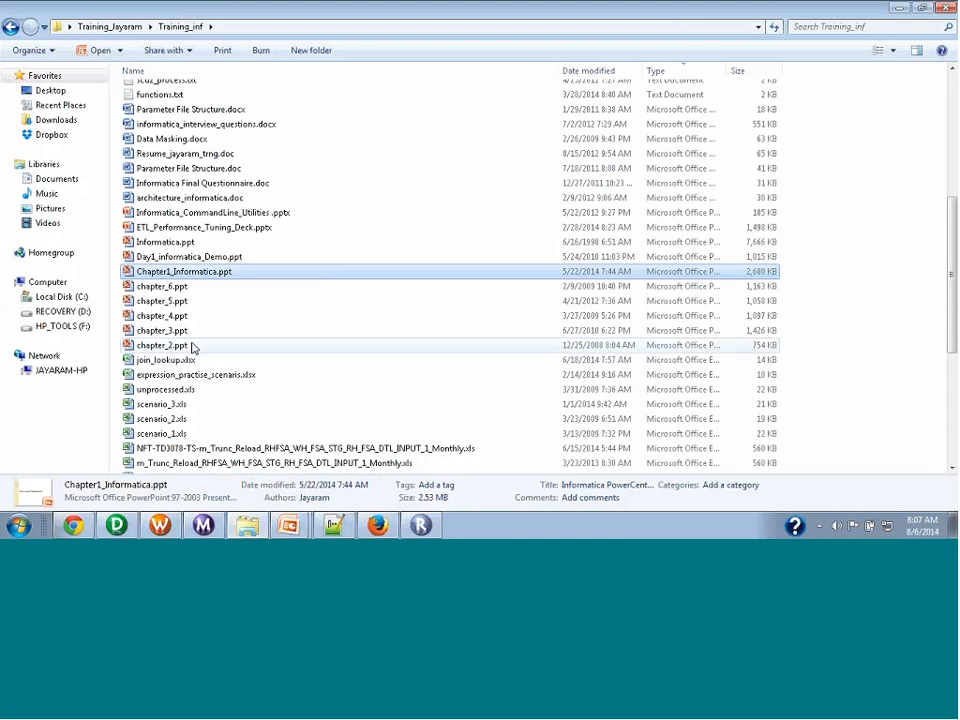 Training_Jayaram ▸ Training_inf ▸
Search Training_inf
Organize Open Share with Print Burn New folder
Favorites
Desktop
Recent Places
Downloads
Dropbox
Libraries
Documents
Music
Pictures
Videos
Homegroup
Computer
Local Disk (C:)
RECOVERY (D:)
HP_TOOLS (F:)
Network
JAYARAM-HP
Name Date modified Type Size
Text Document 2 KB
functions.txt 3/28/2014 8:40 AM Text Document 2 KB
Parameter File Structure.docx 1/29/2011 8:38 AM Microsoft Office ... 18 KB
informatica_interview_questions.docx 7/2/2012 7:29 AM Microsoft Office ... 551 KB
Data Masking.docx 2/26/2009 9:43 PM Microsoft Office ... 63 KB
Resume_jayaram_trng.doc 8/15/2012 9:54 AM Microsoft Office ... 65 KB
Parameter File Structure.doc 7/18/2011 8:08 AM Microsoft Office ... 41 KB
Informatica Final Questionnaire.doc 12/27/2011 10:23 ... Microsoft Office ... 31 KB
architecture_informatica.doc 2/9/2012 9:06 AM Microsoft Office ... 30 KB
Informatica_CommandLine_Utilities .pptx 5/22/2012 9:27 PM Microsoft Office P... 185 KB
ETL_Performance_Tuning_Deck.pptx 2/28/2014 8:23 AM Microsoft Office P... 1,498 KB
Informatica.ppt 6/16/1998 6:51 AM Microsoft Office P... 7,666 KB
Day1_informatica_Demo.ppt 5/24/2010 11:03 PM Microsoft Office P... 1,015 KB
Chapter1_Informatica.ppt 5/22/2014 7:44 AM Microsoft Office P... 2,600 KB
chapter_6.ppt 2/9/2009 10:40 PM Microsoft Office P... 1,163 KB
chapter_5.ppt 4/21/2012 7:36 AM Microsoft Office P... 1,058 KB
chapter_4.ppt 3/27/2009 5:26 PM Microsoft Office P... 1,097 KB
chapter_3.ppt 6/27/2010 6:22 PM Microsoft Office P... 1,426 KB
chapter_2.ppt 12/25/2008 8:04 AM Microsoft Office P... 754 KB
join_lookup.xlsx 6/18/2014 7:57 AM Microsoft Office E... 14 KB
expression_practise_scenaris.xlsx 2/14/2014 9:16 AM Microsoft Office E... 10 KB
unprocessed.xls 3/31/2009 7:36 AM Microsoft Office E... 22 KB
scenario_3.xls 1/1/2014 9:42 AM Microsoft Office E... 21 KB
scenario_2.xls 3/23/2009 6:51 AM Microsoft Office E... 19 KB
scenario_1.xls 3/13/2009 7:32 PM Microsoft Office E... 22 KB
NFT-TD3078-TS-m_Trunc_Reload_RHFSA_WH_FSA_STG_RH_FSA_DTL_INPUT_1_Monthly.xls 6/15/2014 5:44 PM Microsoft Office E... 560 KB
m_Trunc_Reload_RHFSA_WH_FSA_STG_RH_FSA_DTL_INPUT_1_Monthly.xls 3/23/2013 8:30 AM Microsoft Office E... 560 KB
Chapter1_Informatica.ppt Date modified: 5/22/2014 7:44 AM Tags: Add a tag Title: Informatica PowerCent... Categories: Add a category
Microsoft Office PowerPoint 97-2003 Present... Authors: Jayaram Size: 2.53 MB Comments: Add comments
8:07 AM
8/6/2014